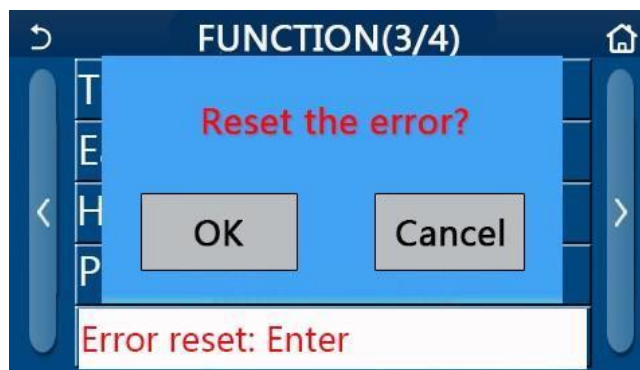 FUNCTION(3/4)
T
Reset the error?
E
H
OK
Cancel
P
Error reset: Enter